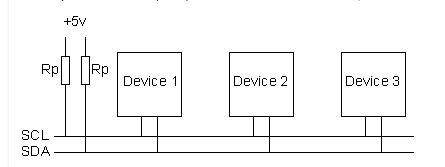 +5v
Rp Rp Device 1 Device 2 Device 3
SCL
SDA